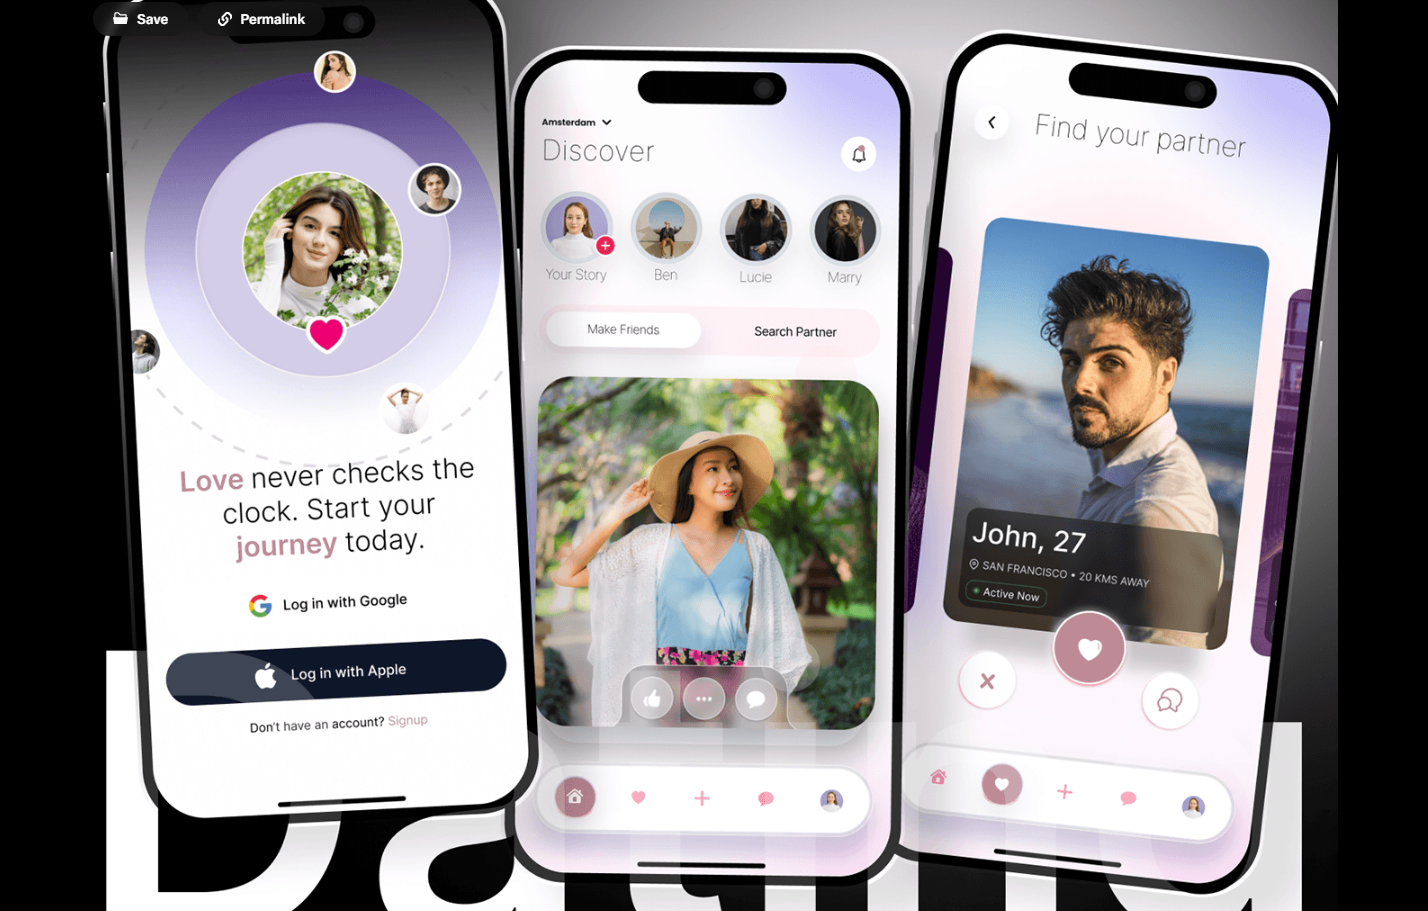 Save
Permalink
Love never checks the
clock. Start your
journey today.
Log in with Google
Log in with Apple
Don't have an account? Signup
Amsterdam
Discover
Your Story
Ben
Lucie
Marry
Make Friends
Search Partner
Find your partner
John, 27
SAN FRANCISCO • 20 KMS AWAY
Active Now
Dating